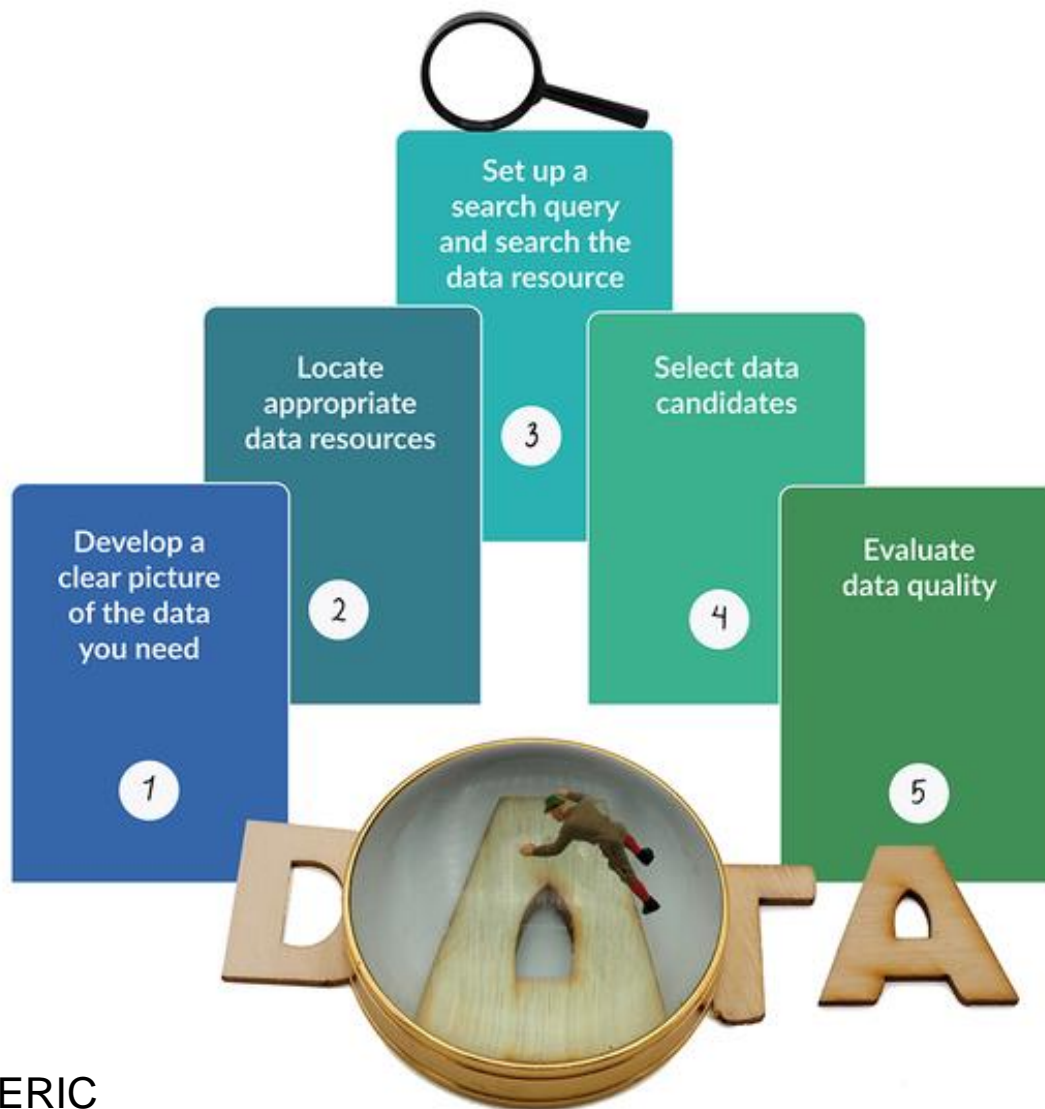 Develop a
clear picture
of the data
you need
1
Locate
appropriate
data resources
2
Set up a
search query
and search the
data resource
3
Select data
candidates
4
Evaluate
data quality
5
DATA
ERIC